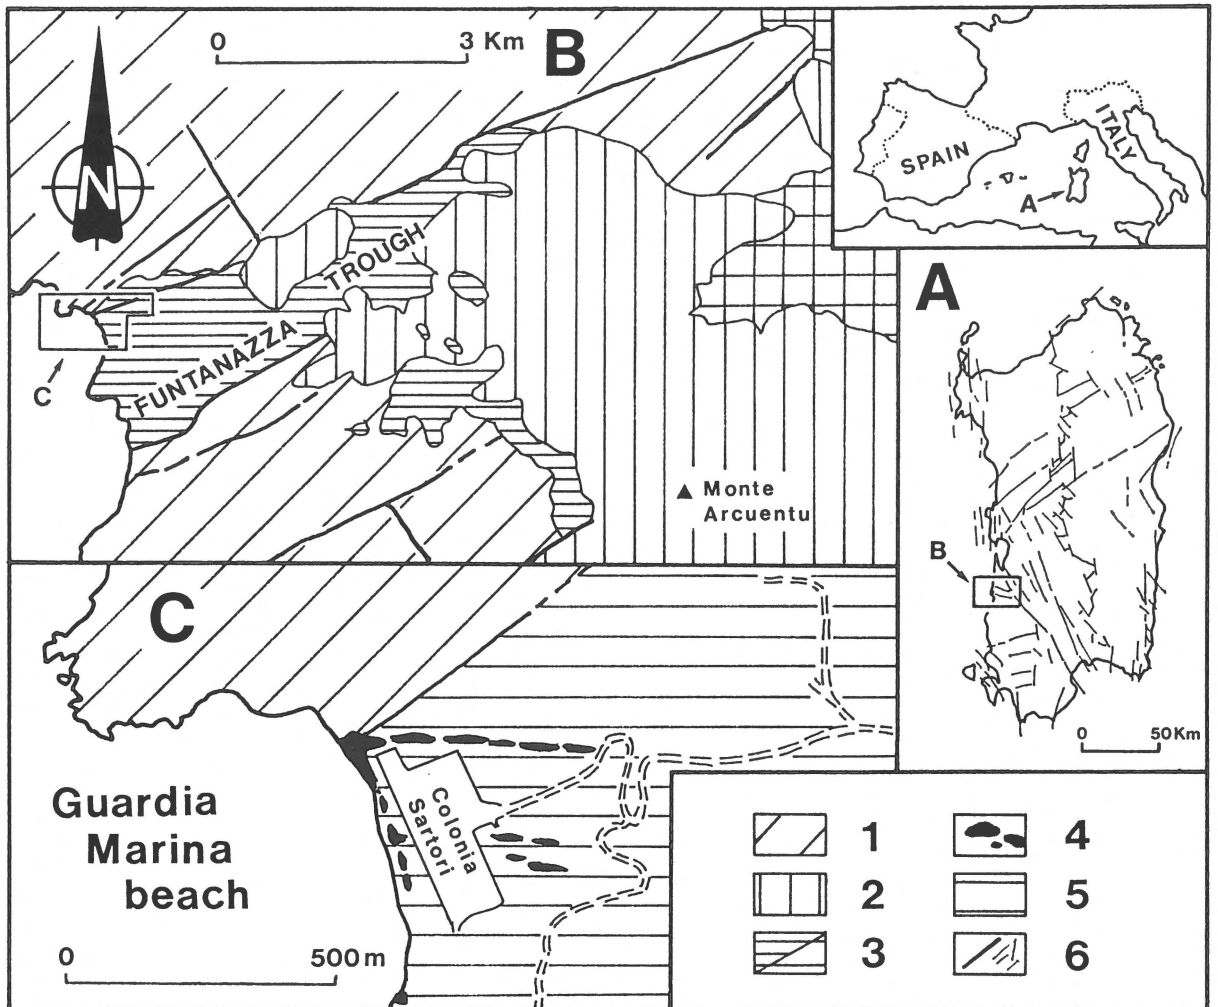 0 3 Km
B
N
SPAIN
ITALY
A
FUNTANAZZA TROUGH
C
Monte
Arcuentu
A
B
0 50Km
C
Colonia
Sartori
Guardia
Marina
beach
0 500m
1
2
3
4
5
6